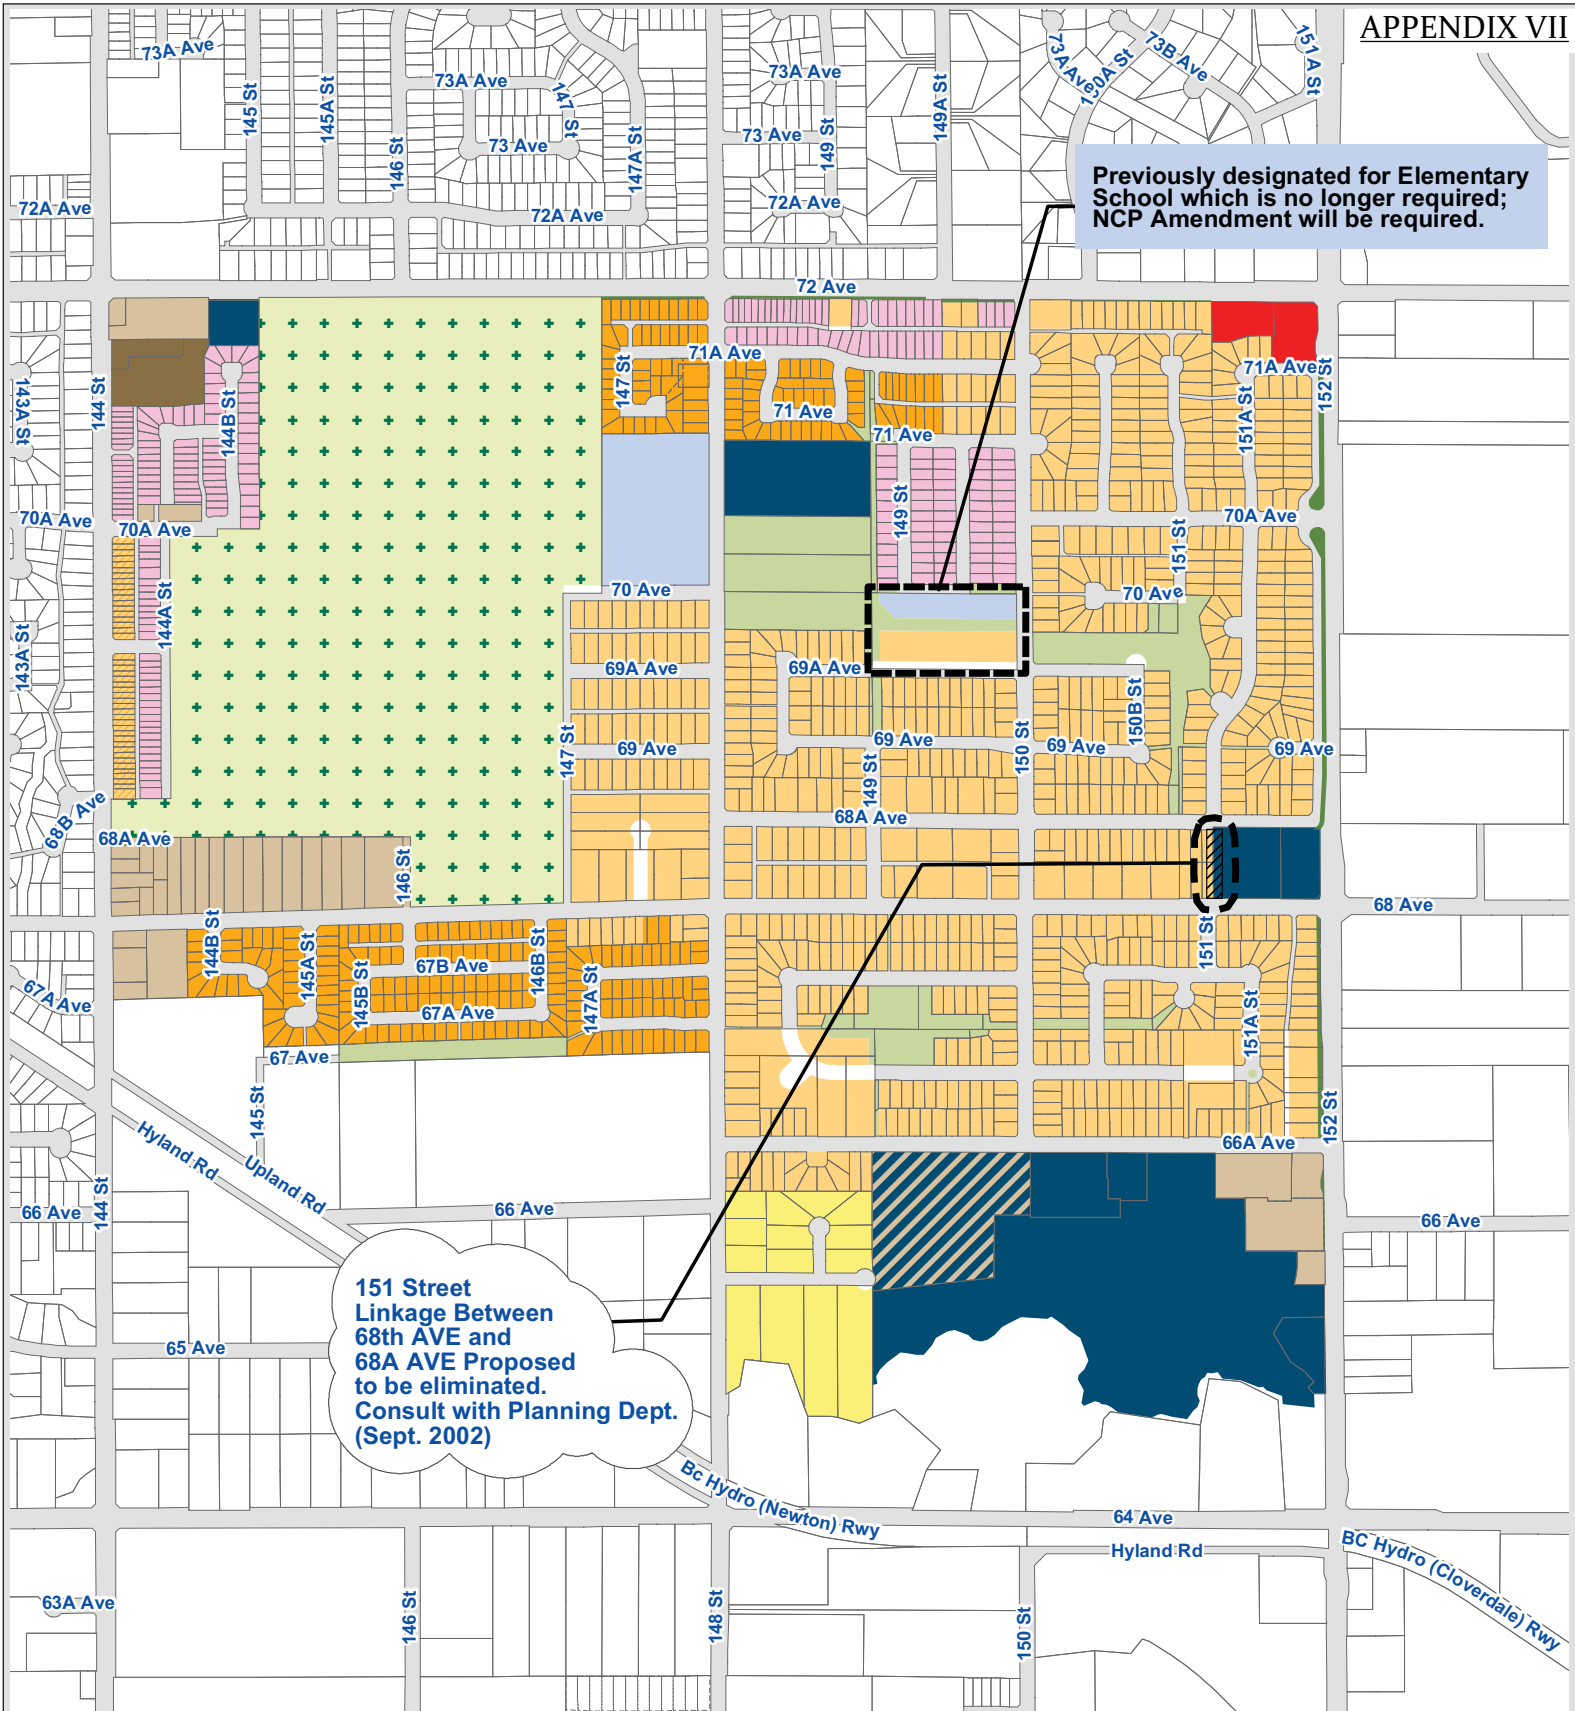 APPENDIX VII
73A Ave
145 St
145A St
146 St
73A Ave
147 St
73 Ave
147A St
72A Ave
72A Ave
73A Ave
73 Ave
149 St
72A Ave
149A St
73A Ave
150A St
73B Ave
151A St
Previously designated for Elementary
School which is no longer required;
NCP Amendment will be required.
72 Ave
143A St
144 St
144B St
147 St
71A Ave
71 Ave
71 Ave
71A Ave
151A St
152 St
70A Ave
70A Ave
149 St
151 St
70A Ave
144A St
143A St
70 Ave
70 Ave
69A Ave
69A Ave
150B St
147 St
69 Ave
69 Ave
149 St
150 St
69 Ave
69 Ave
68B Ave
68A Ave
68A Ave
146 St
68 Ave
144B St
145A St
145B St
67B Ave
146B St
147A St
67A Ave
67A Ave
67 Ave
151 St
151A St
145 St
Hyland Rd
Upland Rd
152 St
66A Ave
144 St
66 Ave
66 Ave
66 Ave
151 Street
Linkage Between
68th AVE and
68A AVE Proposed
to be eliminated.
Consult with Planning Dept.
(Sept. 2002)
65 Ave
Bc Hydro (Newton) Rwy
64 Ave
Hyland Rd
BC Hydro (Cloverdale) Rwy
63A Ave
146 St
148 St
150 St